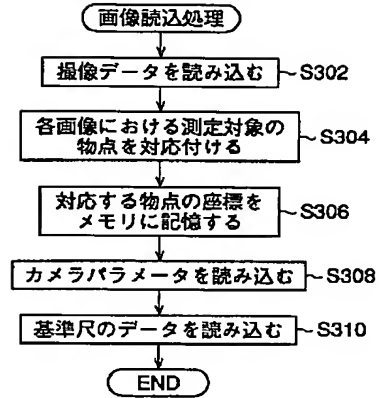 画像読込処理
撮像データを読み込む
S302
各画像における測定対象の
物点を対応付ける
S304
対応する物点の座標を
メモリに記憶する
S306
カメラパラメータを読み込む
S308
基準尺のデータを読み込む
S310
END